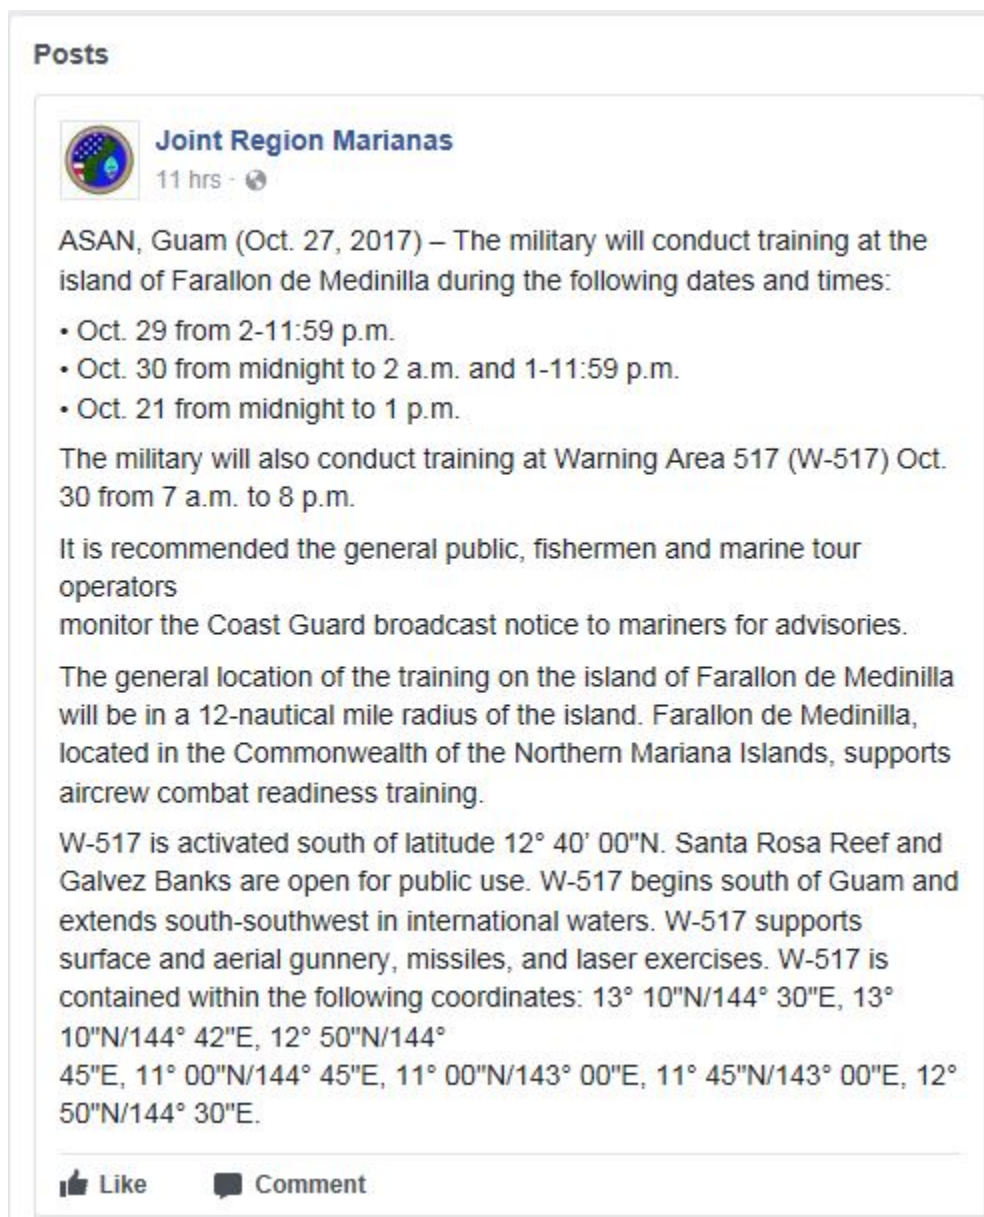 Posts
Joint Region Marianas
11 hrs ·
ASAN, Guam (Oct. 27, 2017) – The military will conduct training at the
island of Farallon de Medinilla during the following dates and times:
• Oct. 29 from 2-11:59 p.m.
• Oct. 30 from midnight to 2 a.m. and 1-11:59 p.m.
• Oct. 21 from midnight to 1 p.m.
The military will also conduct training at Warning Area 517 (W-517) Oct.
30 from 7 a.m. to 8 p.m.
It is recommended the general public, fishermen and marine tour
operators
monitor the Coast Guard broadcast notice to mariners for advisories.
The general location of the training on the island of Farallon de Medinilla
will be in a 12-nautical mile radius of the island. Farallon de Medinilla,
located in the Commonwealth of the Northern Mariana Islands, supports
aircrew combat readiness training.
W-517 is activated south of latitude 12° 40’ 00"N. Santa Rosa Reef and
Galvez Banks are open for public use. W-517 begins south of Guam and
extends south-southwest in international waters. W-517 supports
surface and aerial gunnery, missiles, and laser exercises. W-517 is
contained within the following coordinates: 13° 10"N/144° 30"E, 13°
10"N/144° 42"E, 12° 50"N/144°
45"E, 11° 00"N/144° 45"E, 11° 00"N/143° 00"E, 11° 45"N/143° 00"E, 12°
50"N/144° 30"E.
Like Comment